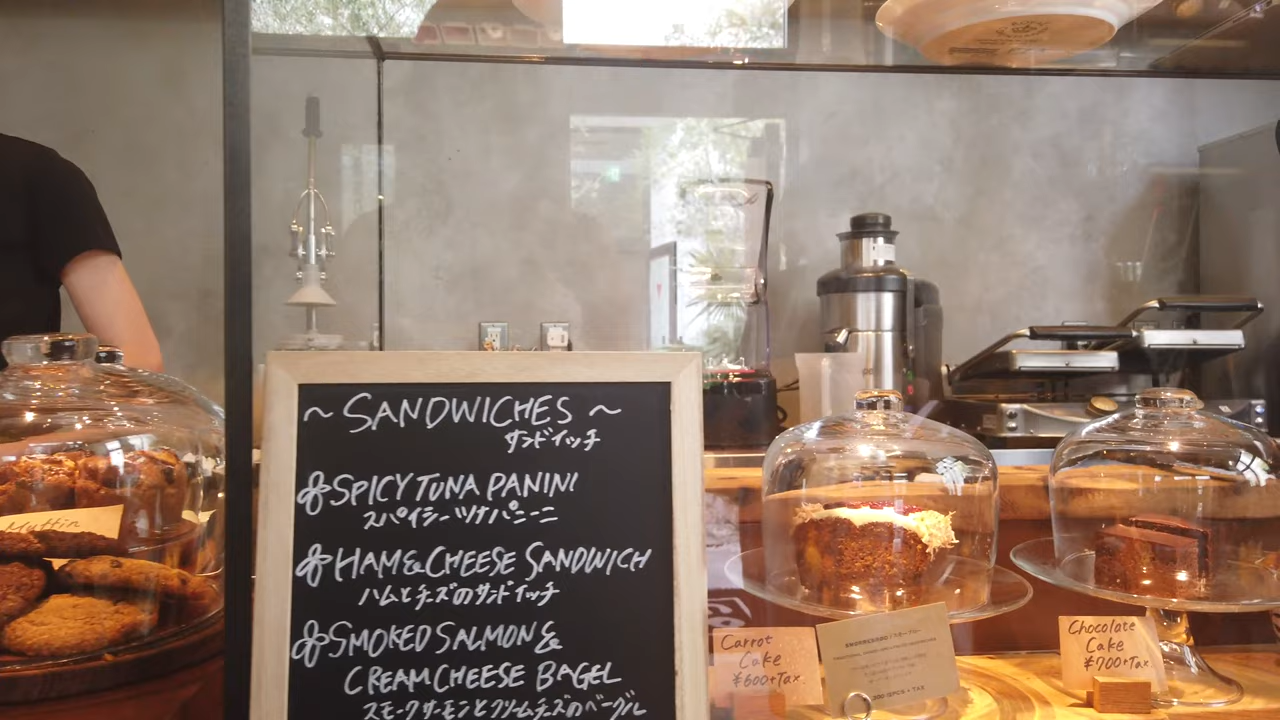 ~ SANDWICHES ~
サンドイッチ
SPICY TUNA PANINI
スパイシーツナパニーニ
HAM & CHEESE SANDWICH
ハムとチーズのサンドイッチ
SMOKED SALMON &
CREAM CHEESE BAGEL
スモークサーモンとクリームチーズのベーグル
Muffin
Carrot
Cake
¥600+Tax
+ TAX
Chocolate
Cake
¥700+Tax